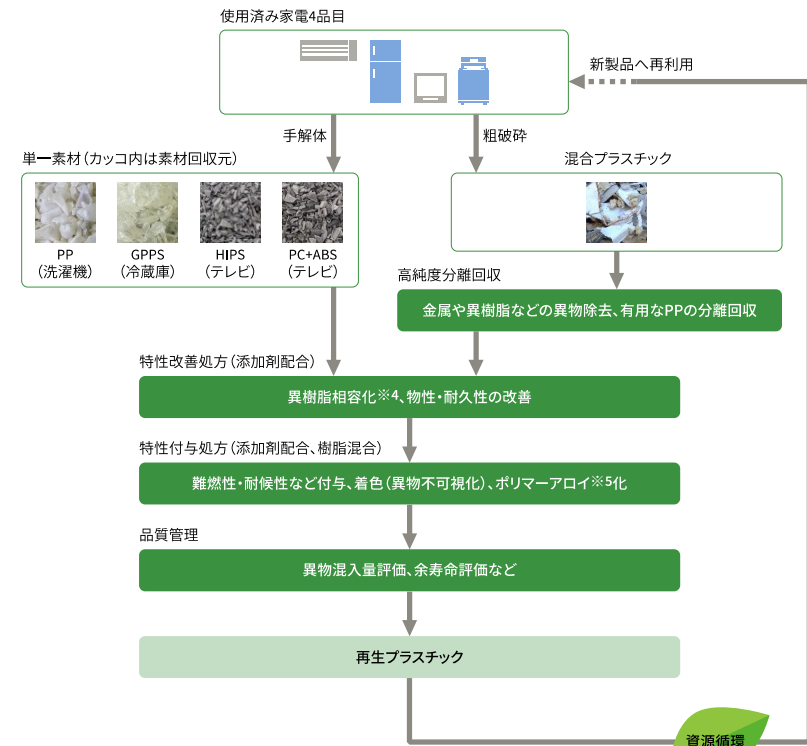 使用済み家電4品目
新製品へ再利用
手解体
粗破砕
単一素材（カッコ内は素材回収元）
混合プラスチック
PP
（洗濯機）
GPPS
（冷蔵庫）
HIPS
（テレビ）
PC+ABS
（テレビ）
高純度分離回収
金属や異樹脂などの異物除去、有用なPPの分離回収
特性改善処方（添加剤配合）
異樹脂相容化※4、物性・耐久性の改善
特性付与処方（添加剤配合、樹脂混合）
難燃性・耐候性など付与、着色（異物不可視化）、ポリマーアロイ※5化
品質管理
異物混入量評価、余寿命評価など
再生プラスチック
資源循環